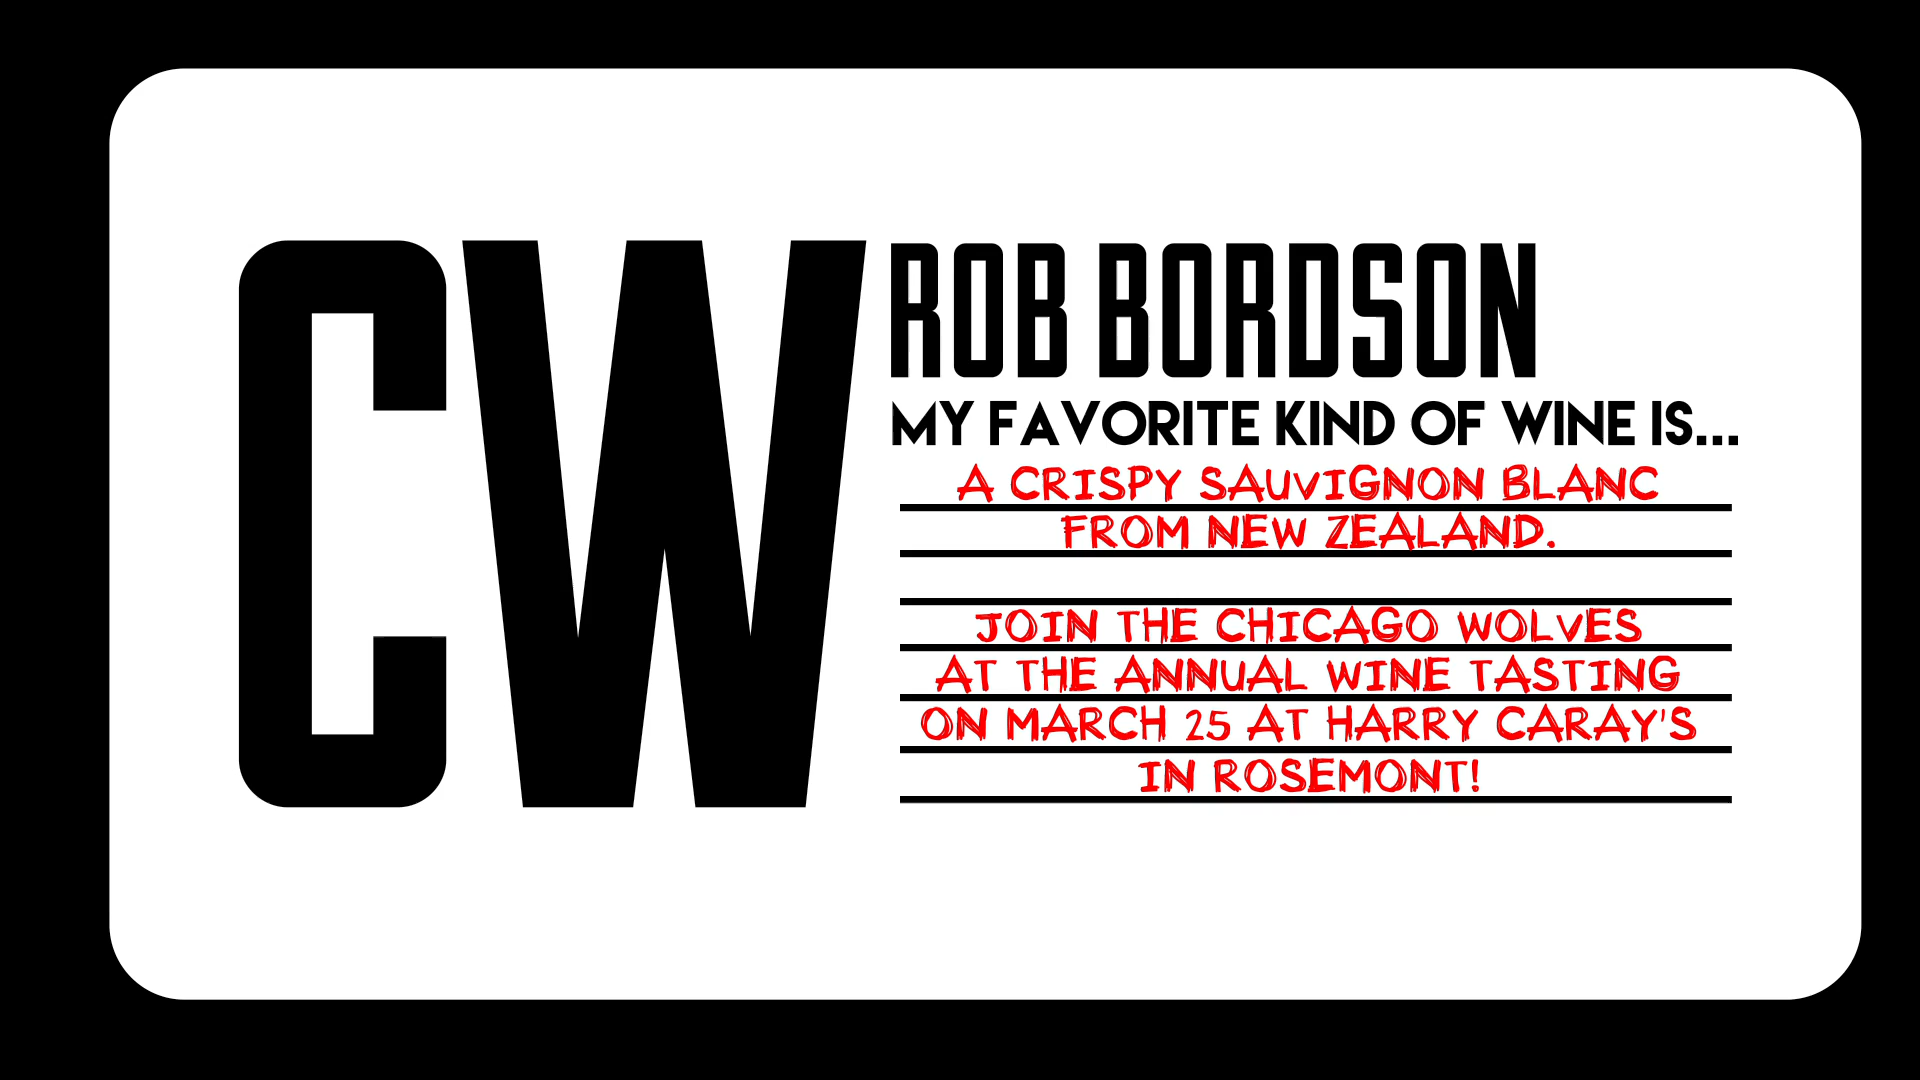 CW
ROB BORDSON
MY FAVORITE KIND OF WINE IS...
A CRISPY SAUVIGNON BLANC
FROM NEW ZEALAND.
JOIN THE CHICAGO WOLVES
AT THE ANNUAL WINE TASTING
ON MARCH 25 AT HARRY CARAY'S
IN ROSEMONT!